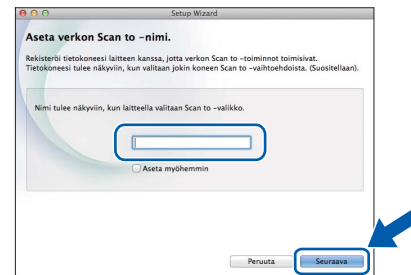 Setup Wizard
Aseta verkon Scan to -nimi.
Rekisteröi tietokoneesi laitteen kanssa, jotta verkon Scan to -toiminnot toimisivat.
Tietokoneesi tulee näkyviin, kun valitaan jokin koneen Scan to -vaihtoehdoista. (Suositellaan).
Nimi tulee näkyviin, kun laitteella valitaan Scan to -valikko.
Aseta myöhemmin
Peruuta
Seuraava